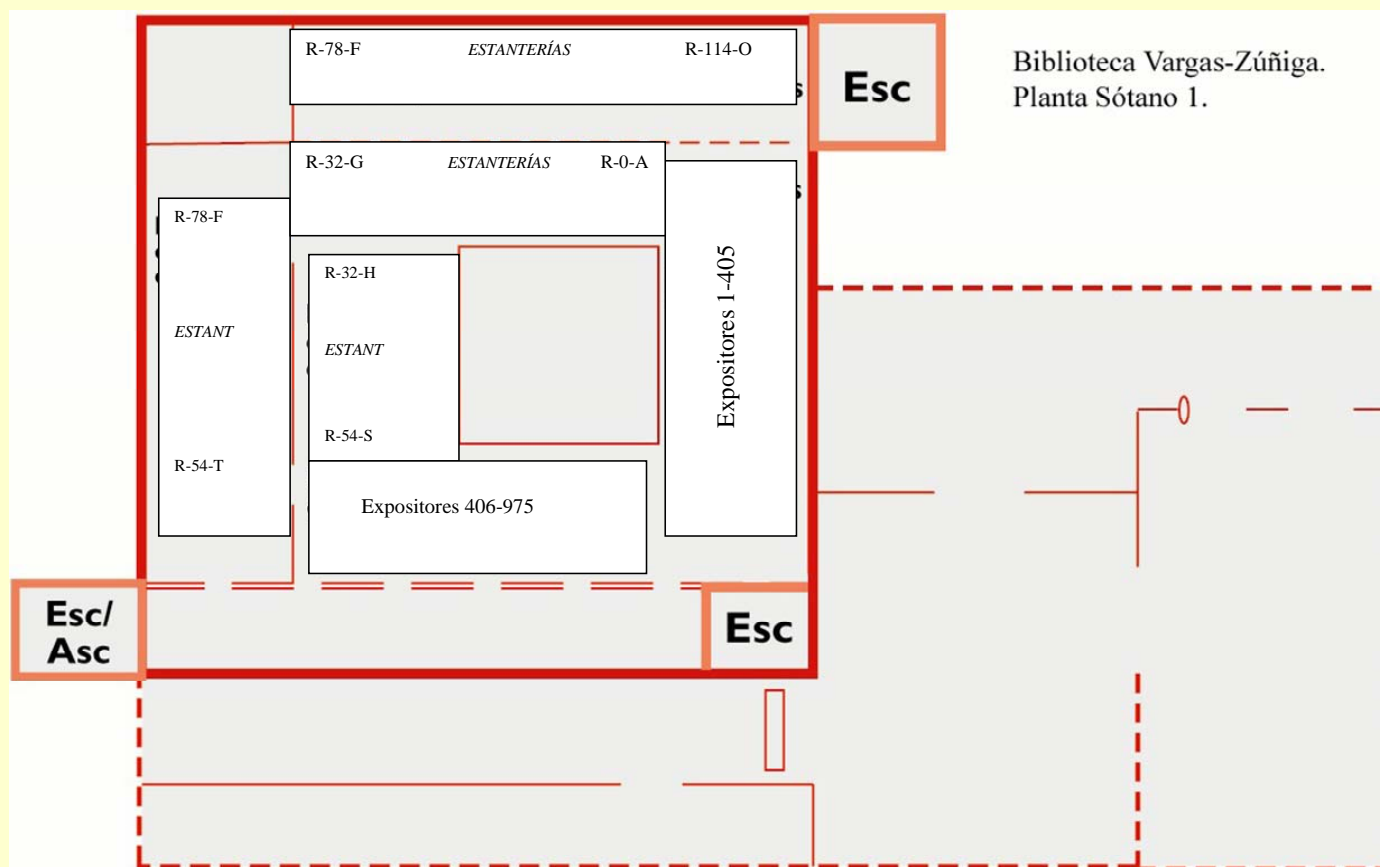 R-78-F ESTANTERÍAS R-114-O
Esc
Biblioteca Vargas-Zúñiga.
Planta Sótano 1.
R-32-G ESTANTERÍAS R-0-A
R-78-F
ESTANT
R-54-T
R-32-H
ESTANT
R-54-S
Expositores 1-405
Expositores 406-975
Esc/
Asc
Esc